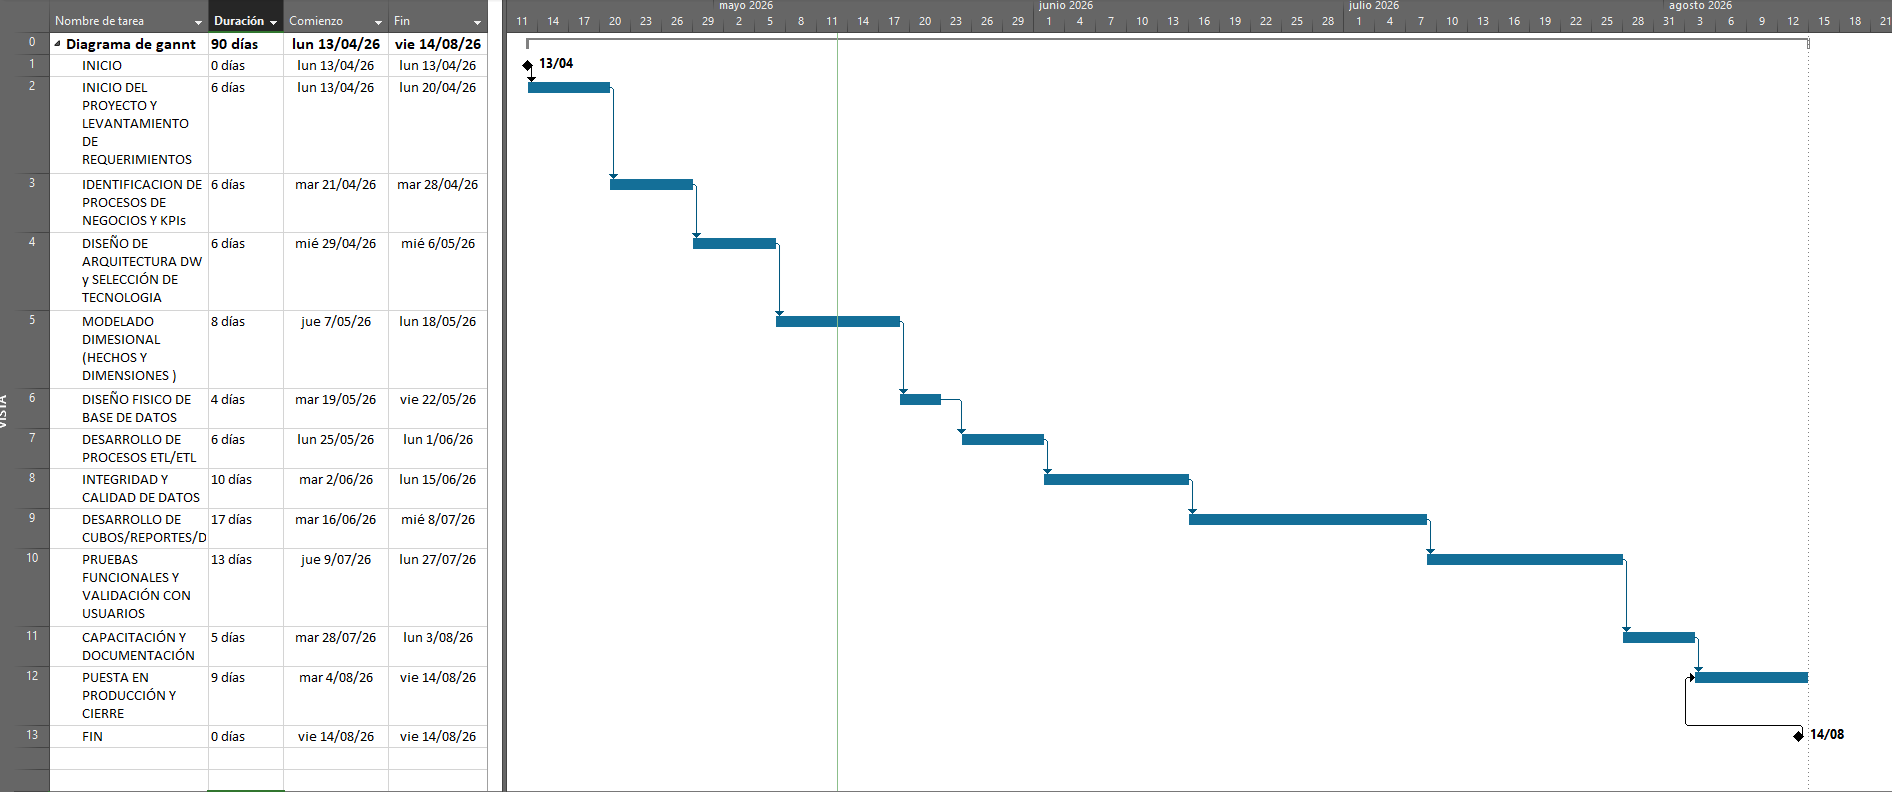 mayo 2026 junio 2026 julio 2026 agosto 2026
Nombre de tarea Duración Comienzo Fin 11 14 17 20 23 26 29 2 5 8 11 14 17 20 23 26 29 1 4 7 10 13 16 19 22 25 28 1 4 7 10 13 16 19 22 25 28 31 3 6 9 12 15 18 21
0 Diagrama de gannt 90 días lun 13/04/26 vie 14/08/26
1 INICIO 0 días lun 13/04/26 lun 13/04/26 13/04
2 INICIO DEL 6 días lun 13/04/26 lun 20/04/26
PROYECTO Y
LEVANTAMIENTO
DE
REQUERIMIENTOS
3 IDENTIFICACION DE 6 días mar 21/04/26 mar 28/04/26
PROCESOS DE
NEGOCIOS Y KPIs
4 DISEÑO DE 6 días mié 29/04/26 mié 6/05/26
ARQUITECTURA DW
y SELECCIÓN DE
TECNOLOGIA
5 MODELADO 8 días jue 7/05/26 lun 18/05/26
DIMESIONAL
(HECHOS Y
DIMENSIONES )
6 DISEÑO FISICO DE 4 días mar 19/05/26 vie 22/05/26
BASE DE DATOS
7 DESARROLLO DE 6 días lun 25/05/26 lun 1/06/26
PROCESOS ETL/ETL
8 INTEGRIDAD Y 10 días mar 2/06/26 lun 15/06/26
CALIDAD DE DATOS
9 DESARROLLO DE 17 días mar 16/06/26 mié 8/07/26
CUBOS/REPORTES/D
10 PRUEBAS 13 días jue 9/07/26 lun 27/07/26
FUNCIONALES Y
VALIDACIÓN CON
USUARIOS
11 CAPACITACIÓN Y 5 días mar 28/07/26 lun 3/08/26
DOCUMENTACIÓN
12 PUESTA EN 9 días mar 4/08/26 vie 14/08/26
PRODUCCIÓN Y
CIERRE
13 FIN 0 días vie 14/08/26 vie 14/08/26 14/08
VISTA